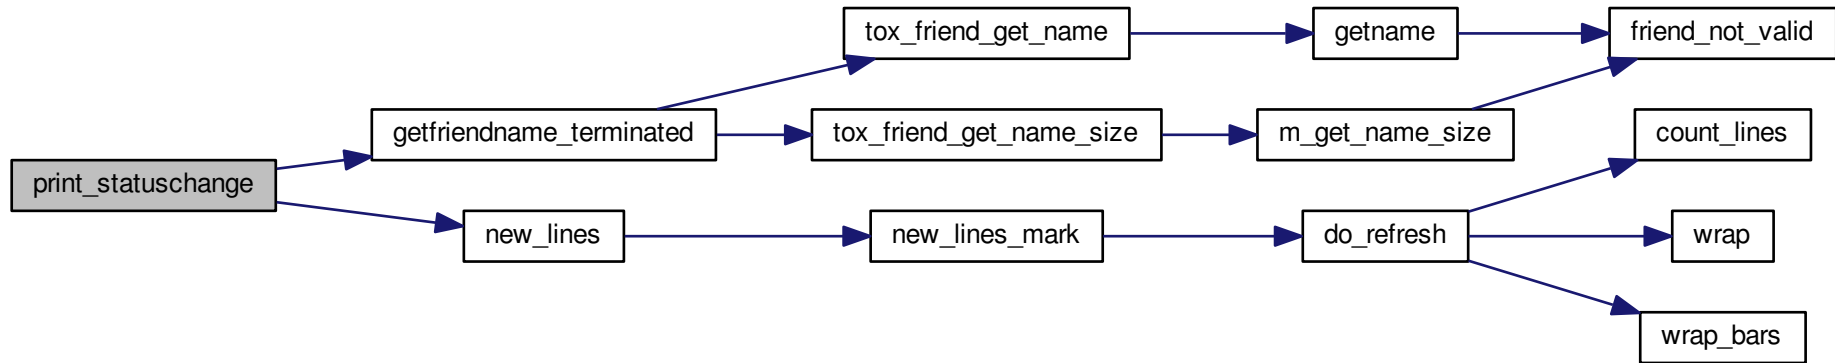 tox_friend_get_name
getname
friend_not_valid
getfriendname_terminated
tox_friend_get_name_size
m_get_name_size
count_lines
print_statuschange
new_lines
new_lines_mark
do_refresh
wrap
wrap_bars